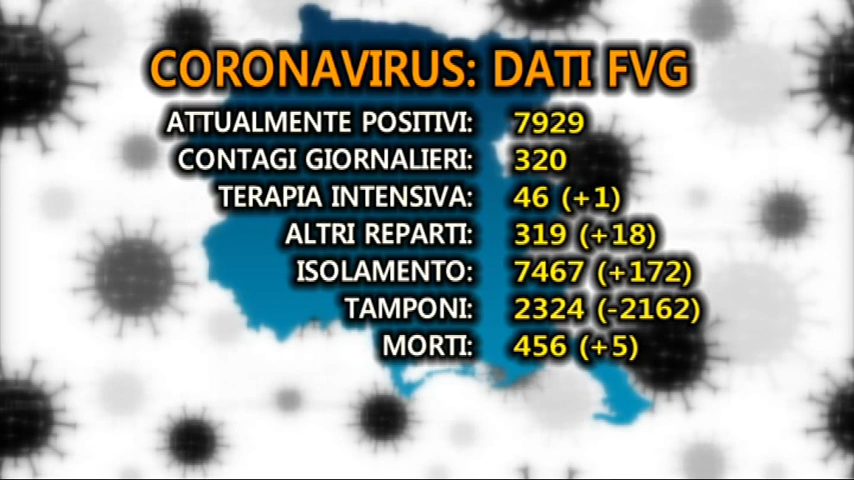 CORONAVIRUS: DATI FVG
ATTUALMENTE POSITIVI: 7929
CONTAGI GIORNALIERI: 320
TERAPIA INTENSIVA: 46 (+1)
ALTRI REPARTI: 319 (+18)
ISOLAMENTO: 7467 (+172)
TAMPONI: 2324 (-2162)
MORTI: 456 (+5)